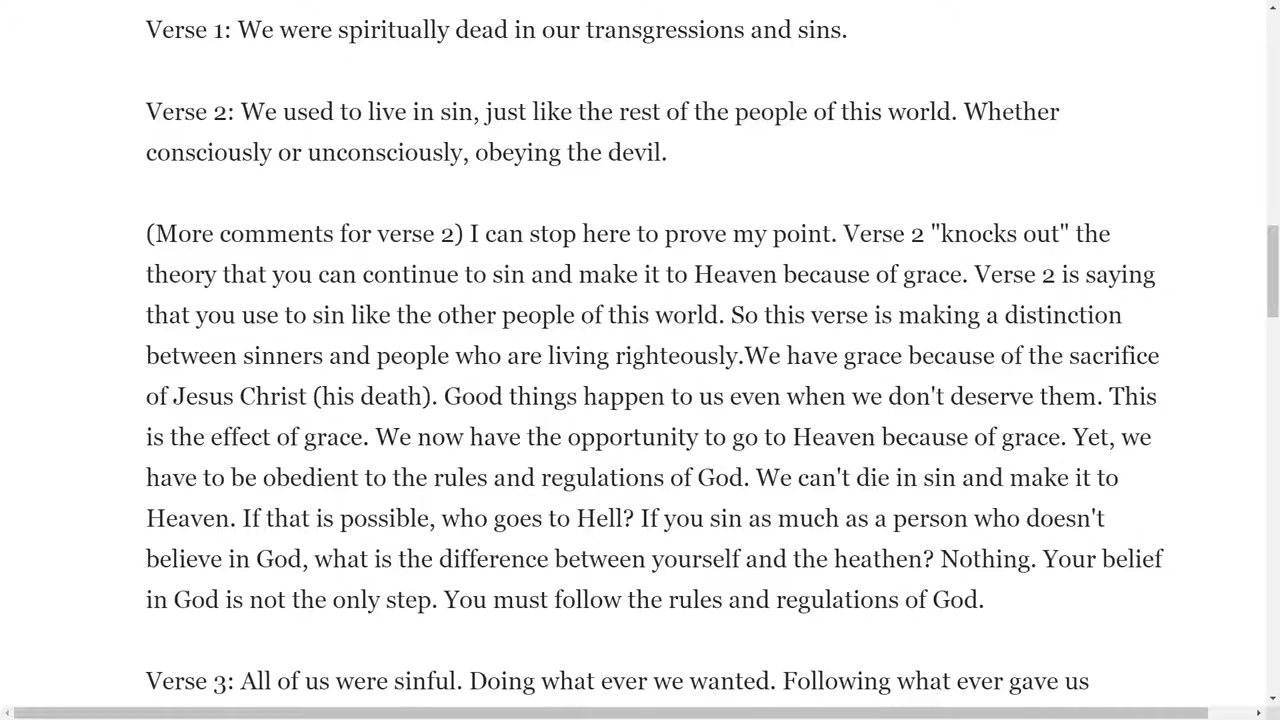 Verse 1: We were spiritually dead in our transgressions and sins.
Verse 2: We used to live in sin, just like the rest of the people of this world. Whether
consciously or unconsciously, obeying the devil.
(More comments for verse 2) I can stop here to prove my point. Verse 2 "knocks out" the
theory that you can continue to sin and make it to Heaven because of grace. Verse 2 is saying
that you use to sin like the other people of this world. So this verse is making a distinction
between sinners and people who are living righteously.We have grace because of the sacrifice
of Jesus Christ (his death). Good things happen to us even when we don't deserve them. This
is the effect of grace. We now have the opportunity to go to Heaven because of grace. Yet, we
have to be obedient to the rules and regulations of God. We can't die in sin and make it to
Heaven. If that is possible, who goes to Hell? If you sin as much as a person who doesn't
believe in God, what is the difference between yourself and the heathen? Nothing. Your belief
in God is not the only step. You must follow the rules and regulations of God.
Verse 3: All of us were sinful. Doing what ever we wanted. Following what ever gave us